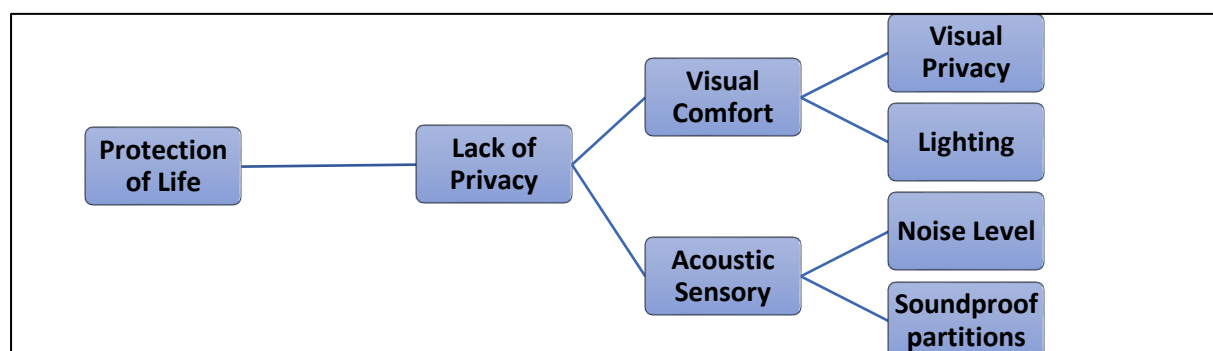 Protection
of Life
Lack of
Privacy
Visual
Comfort
Acoustic
Sensory
Visual
Privacy
Lighting
Noise Level
Soundproof
partitions